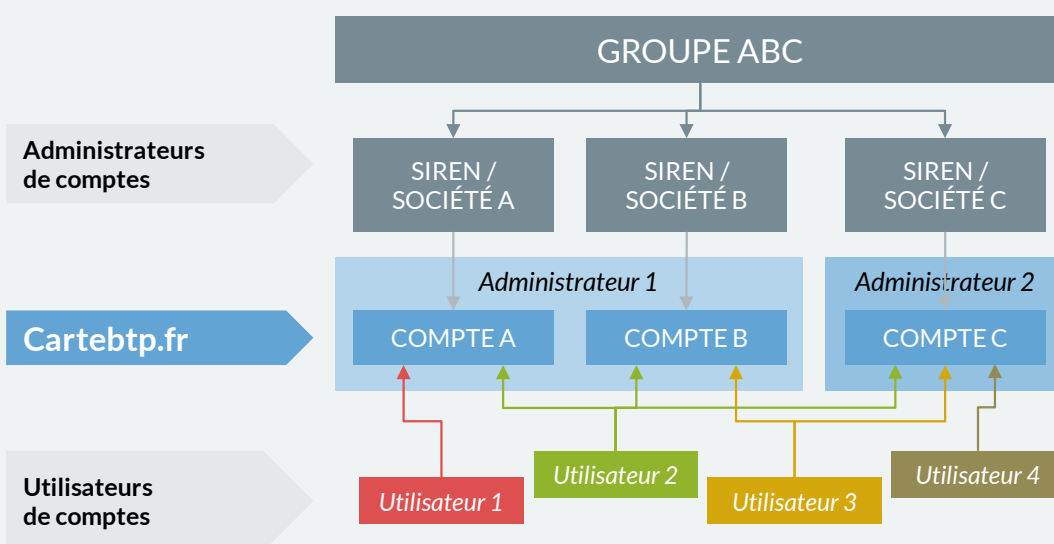 GROUPE ABC
Administrateurs
de comptes
SIREN /
SOCIÉTÉ A
SIREN /
SOCIÉTÉ B
SIREN /
SOCIÉTÉ C
Administrateur 1
Administrateur 2
Cartebtp.fr
COMPTE A
COMPTE B
COMPTE C
Utilisateurs
de comptes
Utilisateur 1
Utilisateur 2
Utilisateur 3
Utilisateur 4